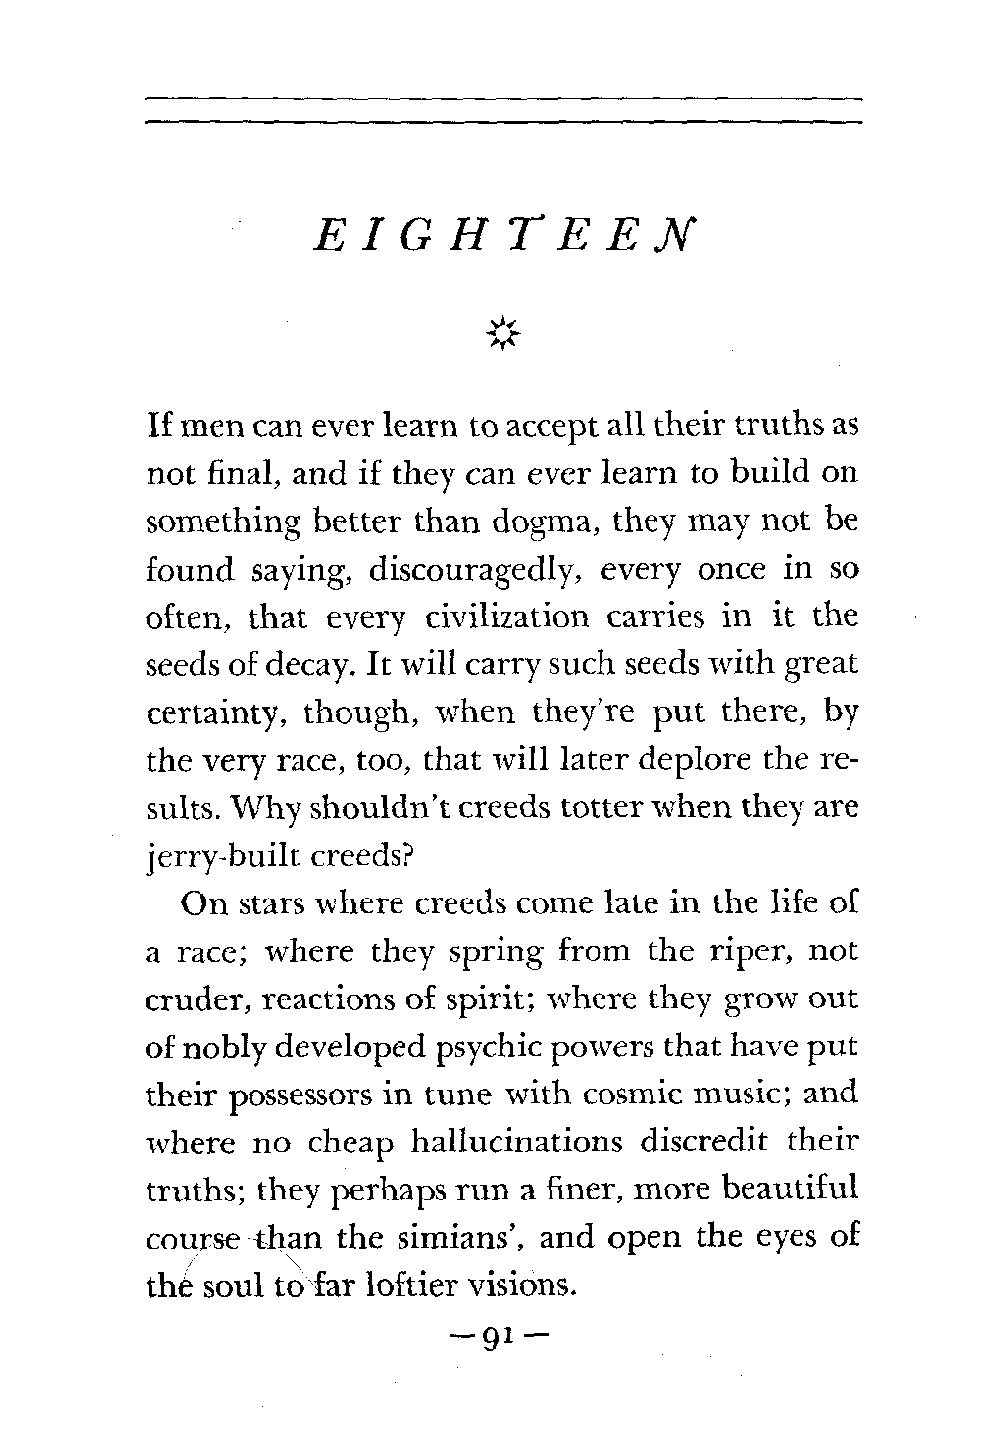 EIGHTEEN
If men can ever learn to accept all their truths as
not final, and if they can ever learn to build on
something better than dogma, they may not be
found saying, discouragedly, every once in so
often, that every civilization carries in it the
seeds of decay. It will carry such seeds with great
certainty, though, when they're put there, by
the very race, too, that will later deplore the re-
sults. Why shouldn't creeds totter when they are
jerry-built creeds?
On stars where creeds come late in the life of
a race; where they spring from the riper, not
cruder, reactions of spirit; where they grow out
of nobly developed psychic powers that have put
their possessors in tune with cosmic music; and
where no cheap hallucinations discredit their
truths; they perhaps run a finer, more beautiful
course than the simians', and open the eyes of
the soul to far loftier visions.
—91—